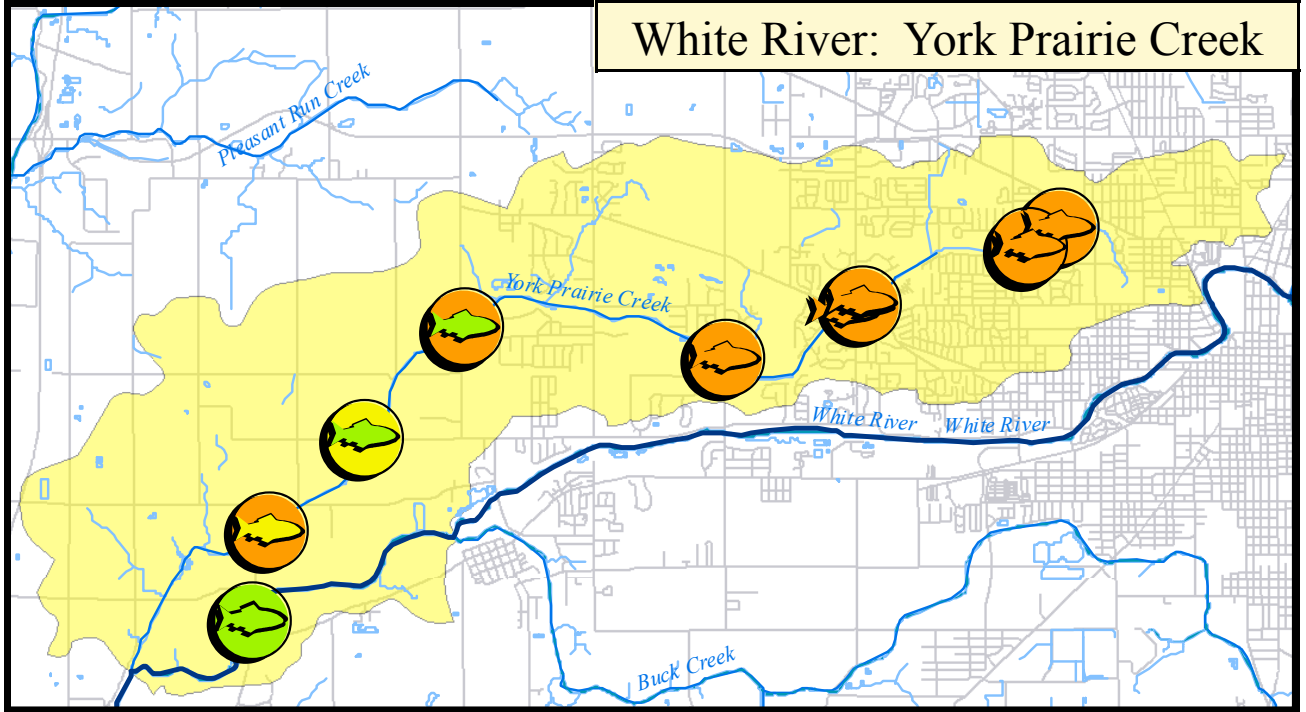 White River: York Prairie Creek
Pleasant Run Creek
York Prairie Creek
White River
White River
Buck Creek